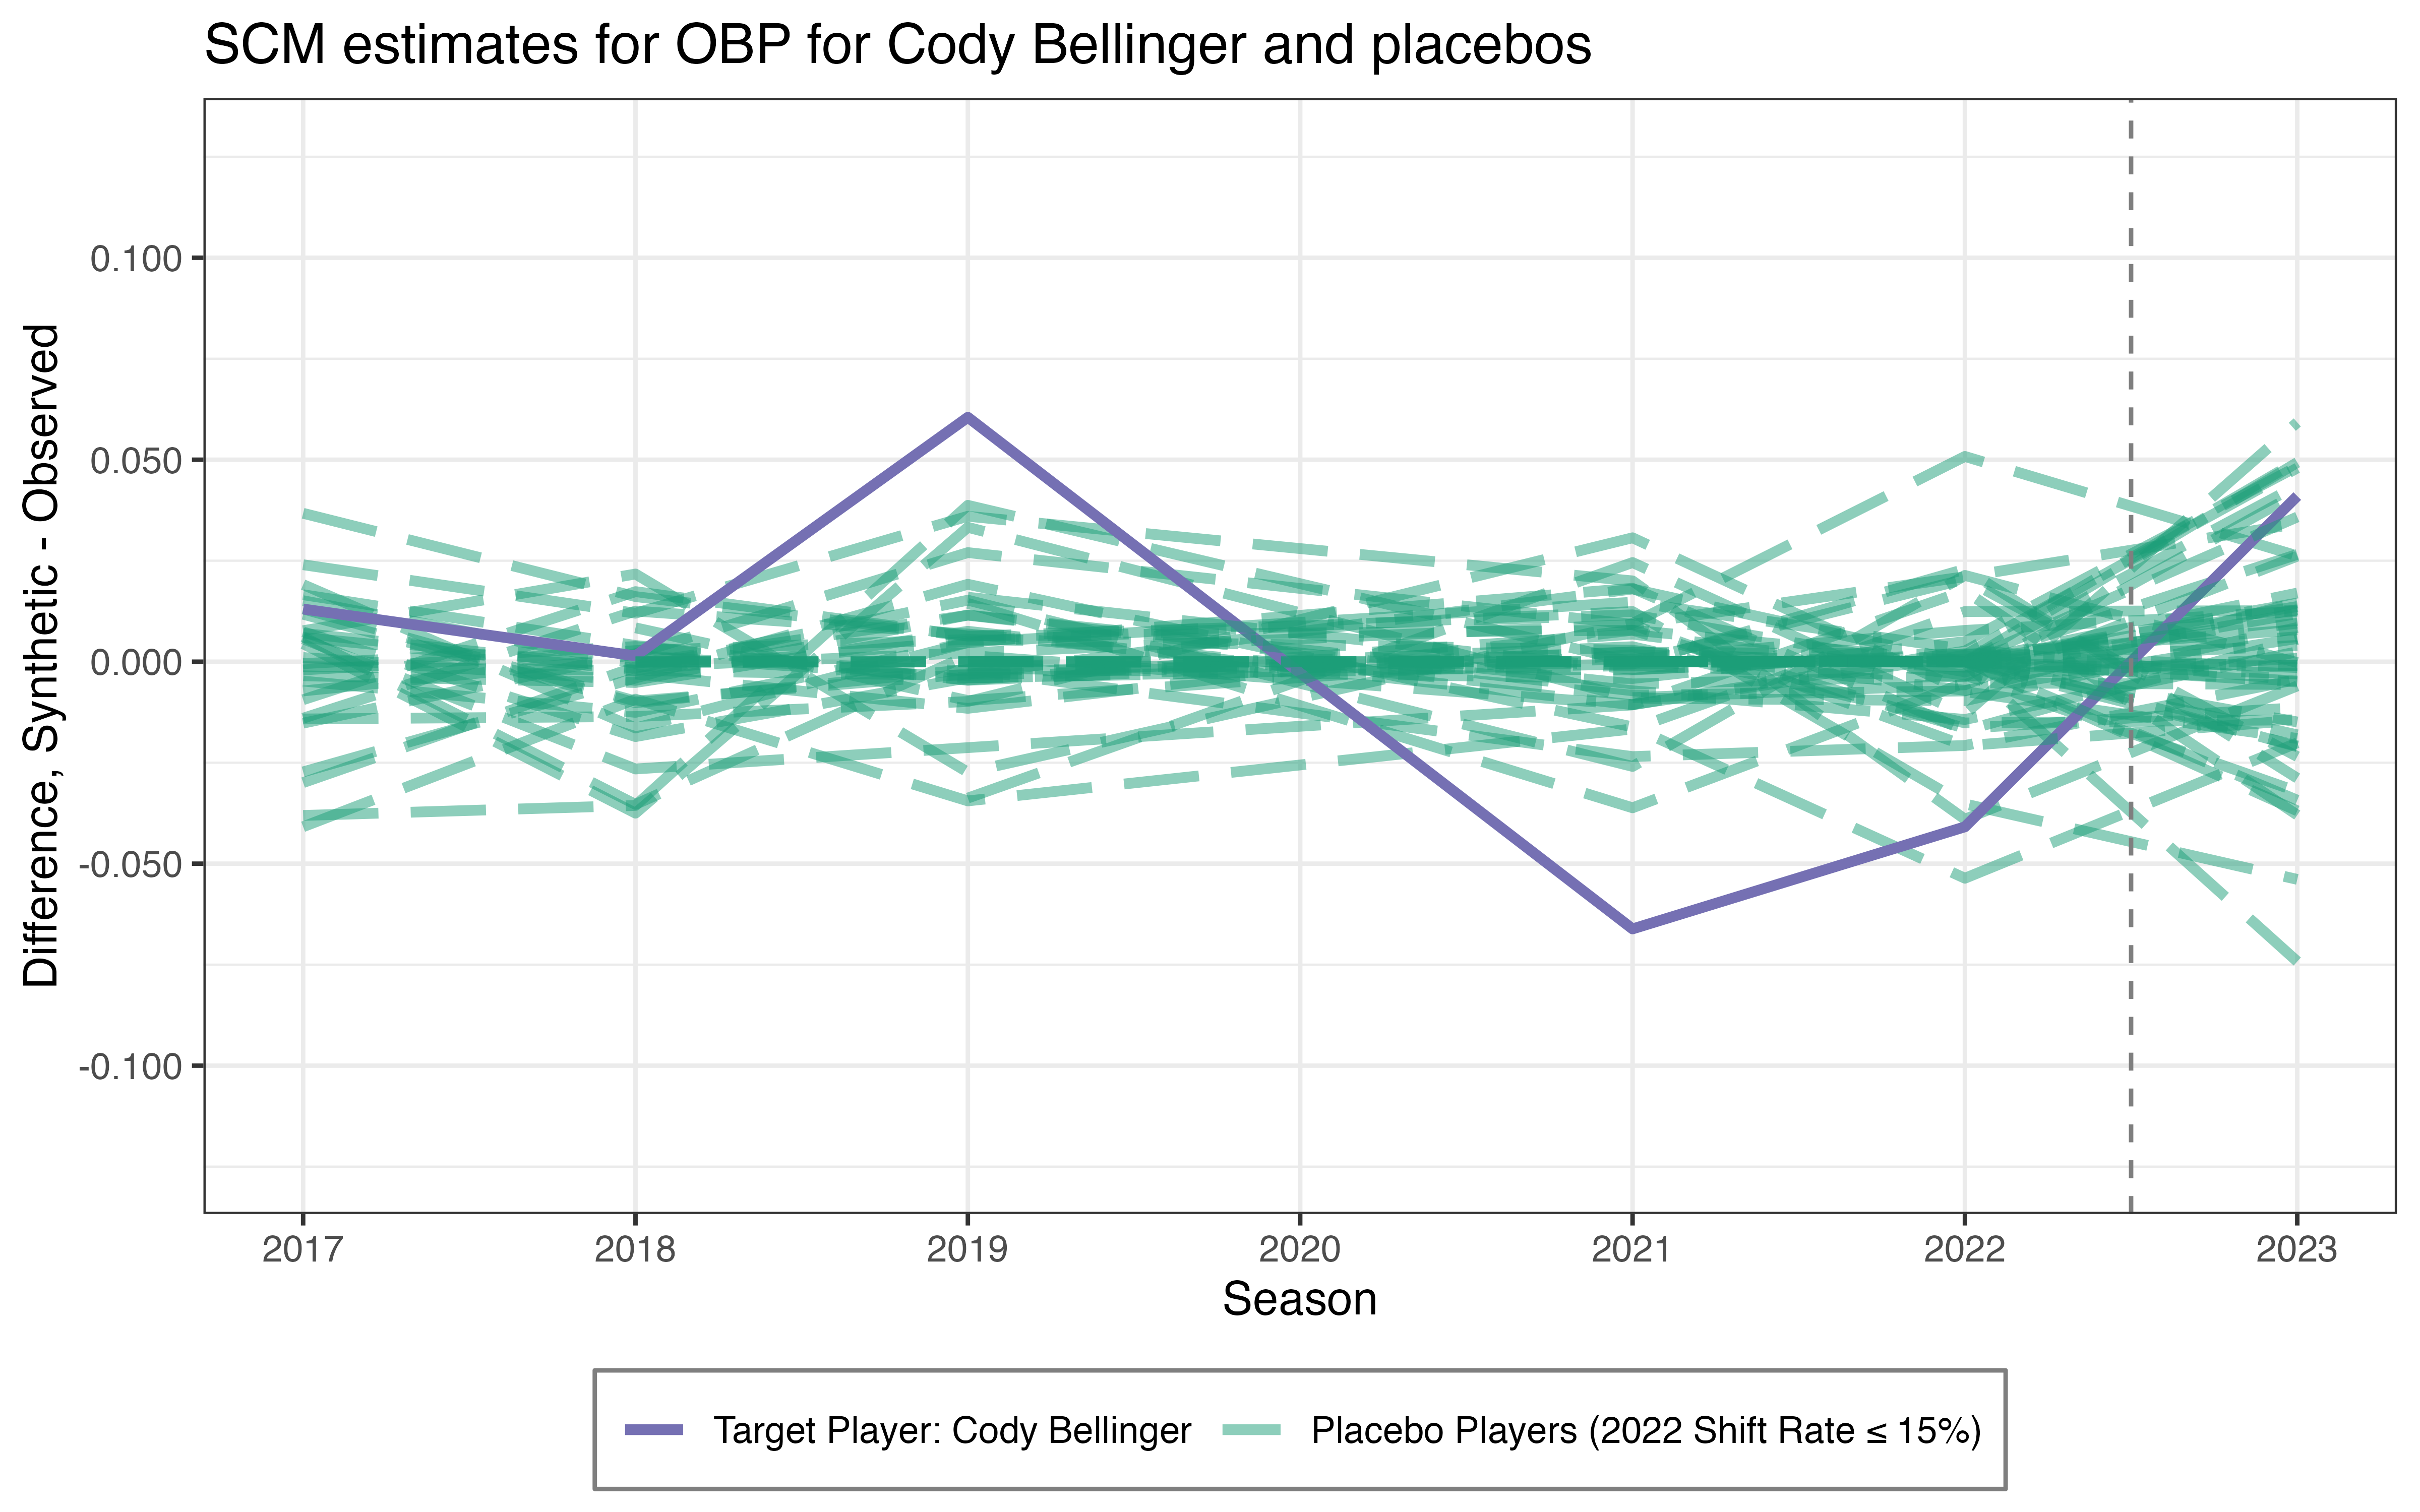 SCM estimates for OBP for Cody Bellinger and placebos
Difference, Synthetic - Observed
0.100
0.050
0.000
-0.050
-0.100
2017 2018 2019 2020 2021 2022 2023
Season
Target Player: Cody Bellinger Placebo Players (2022 Shift Rate ≤ 15%)